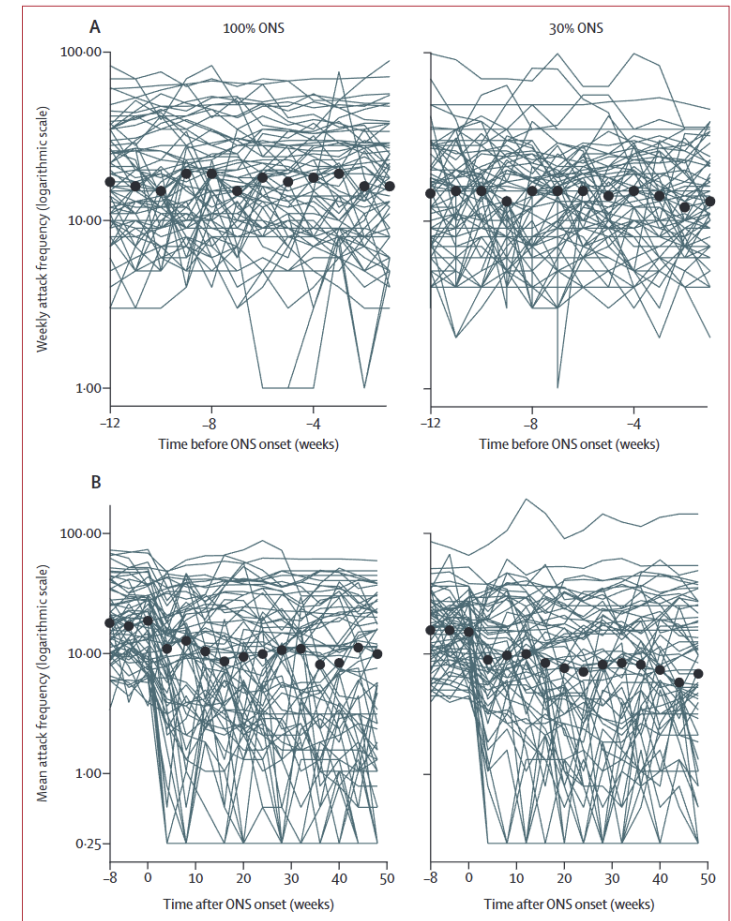 A
100% ONS
30% ONS
Weekly attack frequency (logarithmic scale)
100·00
10·00
1·00
–12
–8
–4
–12
–8
–4
Time before ONS onset (weeks)
Time before ONS onset (weeks)
B
Mean attack frequency (logarithmic scale)
100·00
10·00
1·00
0·25
–8
0
10
20
30
40
50
–8
0
10
20
30
40
50
Time after ONS onset (weeks)
Time after ONS onset (weeks)